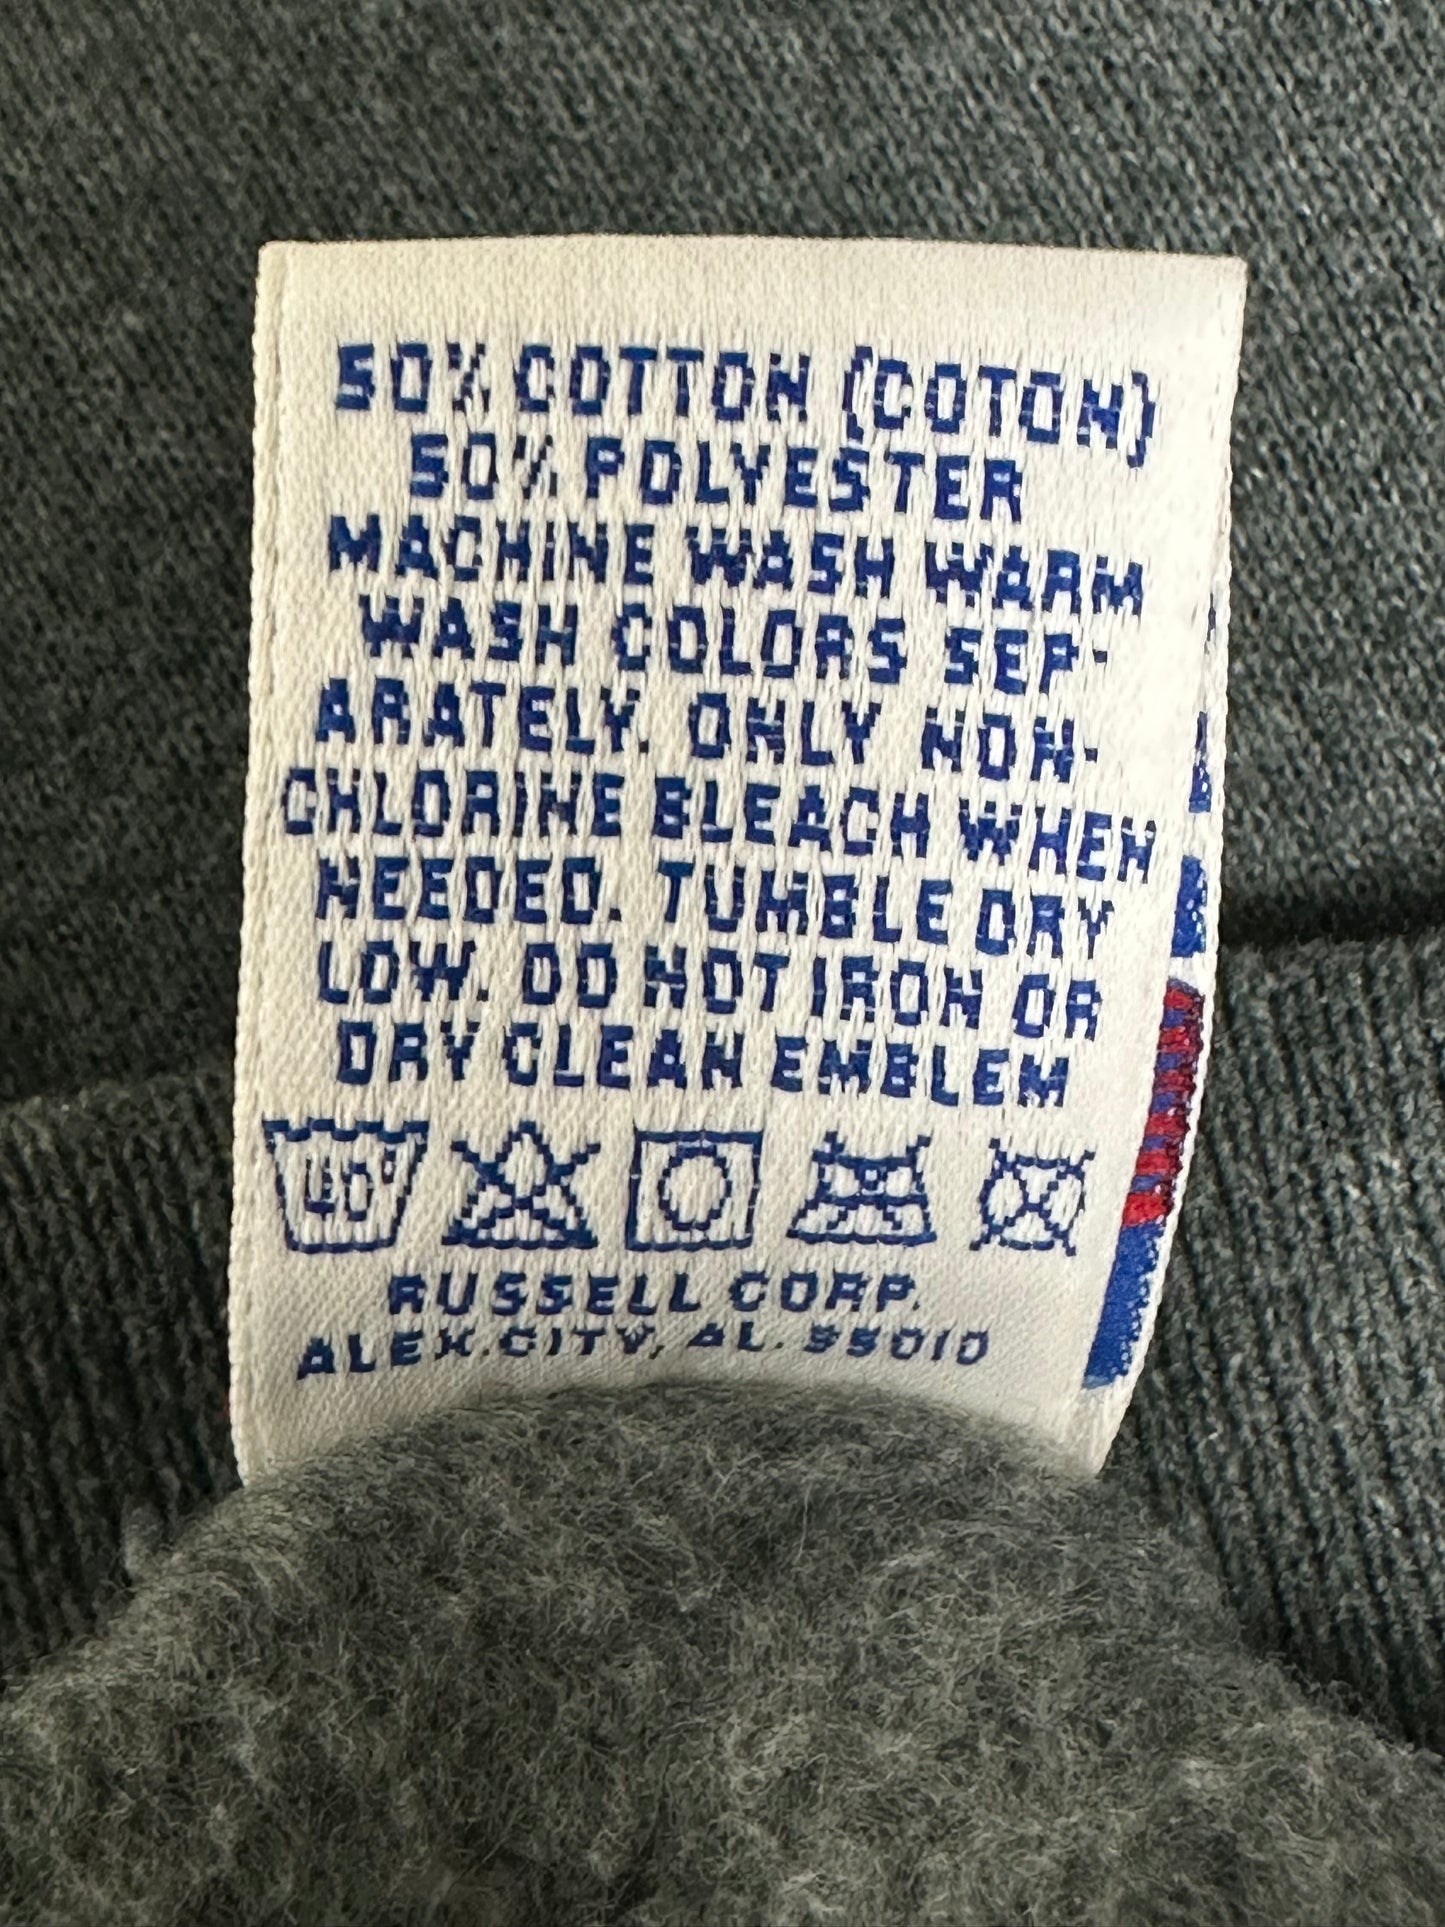 50% COTTON (COTON)
50% POLYESTER
MACHINE WASH WARM
WASH COLORS SEP-
ARATELY. ONLY NON-
CHLORINE BLEACH WHEN
NEEDED. TUMBLE DRY
LOW. DO NOT IRON OR
DRY CLEAN EMBLEM
40°
RUSSELL CORP.
ALEX. CITY, AL. 35010